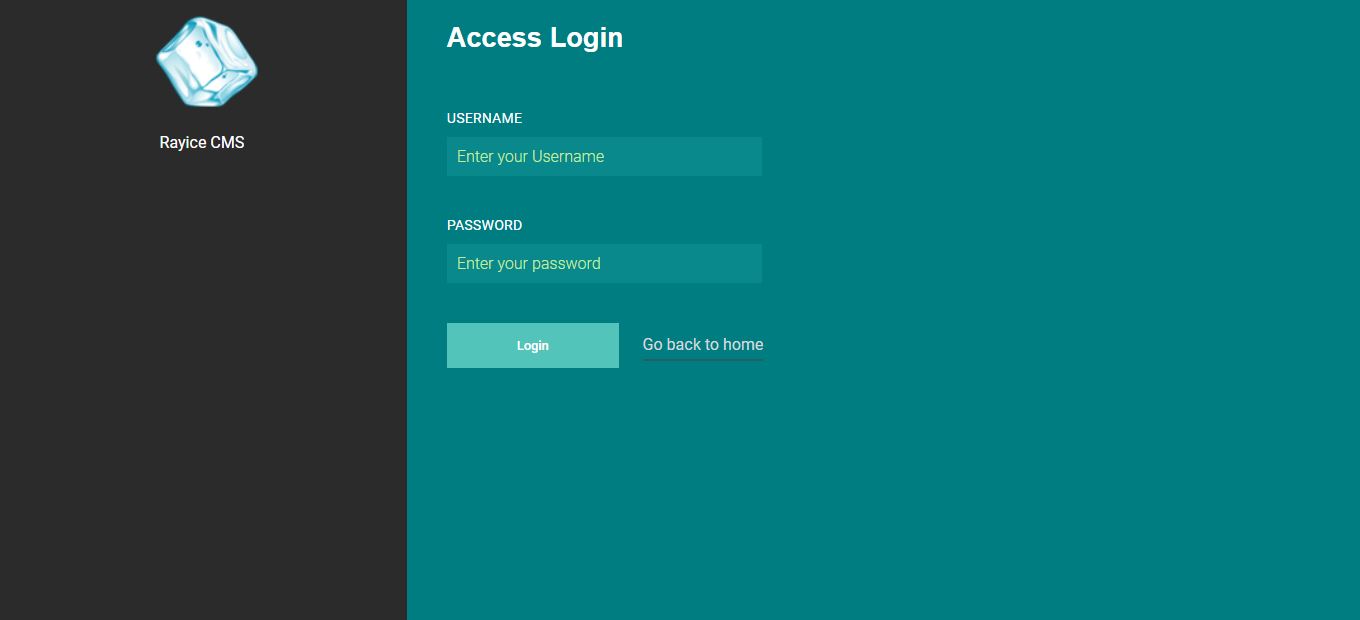 Rayice CMS
Access Login
USERNAME
Enter your Username
PASSWORD
Enter your password
Login
Go back to home